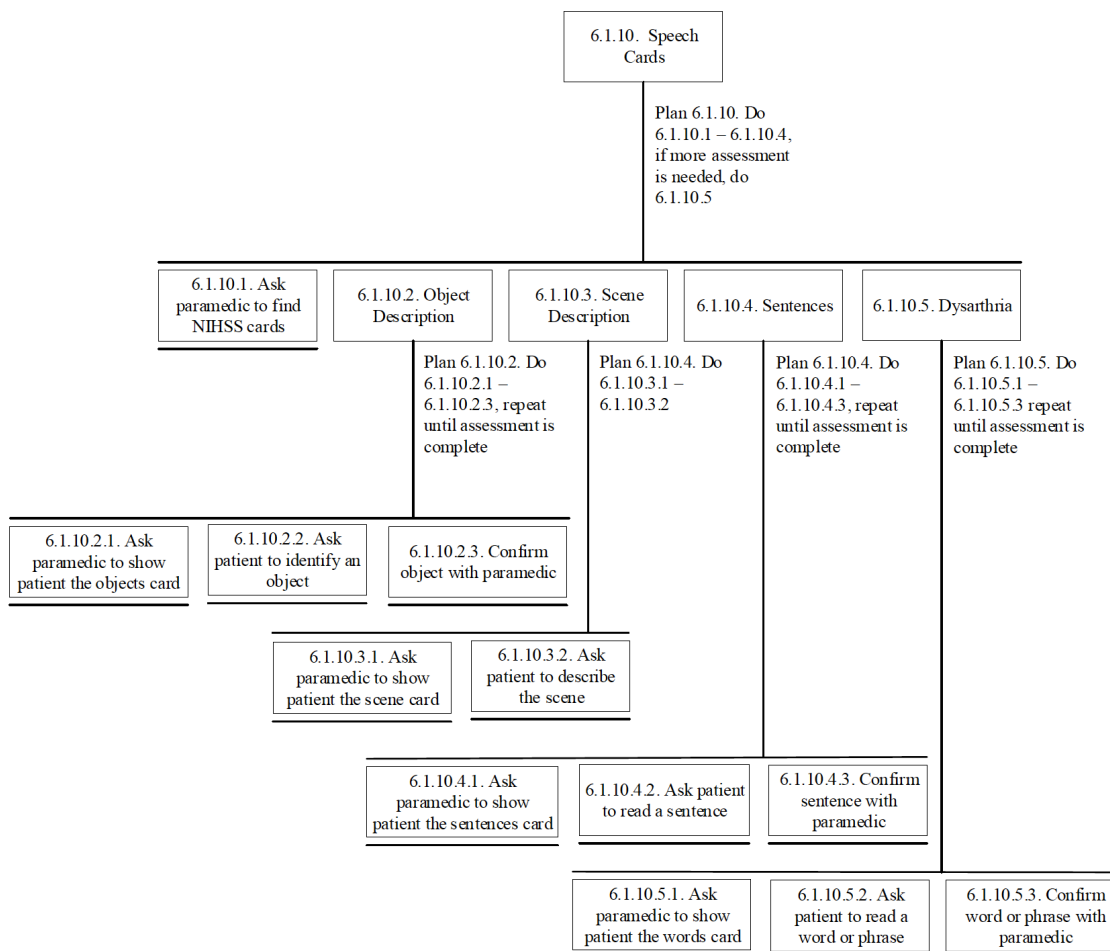 6.1.10. Speech
Cards
Plan 6.1.10. Do
6.1.10.1 – 6.1.10.4,
if more assessment
is needed, do
6.1.10.5
6.1.10.1. Ask
paramedic to find
NIHSS cards
6.1.10.2. Object
Description
6.1.10.3. Scene
Description
6.1.10.4. Sentences
6.1.10.5. Dysarthria
Plan 6.1.10.2. Do
6.1.10.2.1 –
6.1.10.2.3, repeat
until assessment is
complete
Plan 6.1.10.4. Do
6.1.10.3.1 –
6.1.10.3.2
Plan 6.1.10.4. Do
6.1.10.4.1 –
6.1.10.4.3, repeat
until assessment is
complete
Plan 6.1.10.5. Do
6.1.10.5.1 –
6.1.10.5.3 repeat
until assessment is
complete
6.1.10.2.1. Ask
paramedic to show
patient the objects card
6.1.10.2.2. Ask
patient to identify an
object
6.1.10.2.3. Confirm
object with paramedic
6.1.10.3.1. Ask
paramedic to show
patient the scene card
6.1.10.3.2. Ask
patient to describe
the scene
6.1.10.4.1. Ask
paramedic to show
patient the sentences card
6.1.10.4.2. Ask patient
to read a sentence
6.1.10.4.3. Confirm
sentence with
paramedic
6.1.10.5.1. Ask
paramedic to show
patient the words card
6.1.10.5.2. Ask
patient to read a
word or phrase
6.1.10.5.3. Confirm
word or phrase with
paramedic